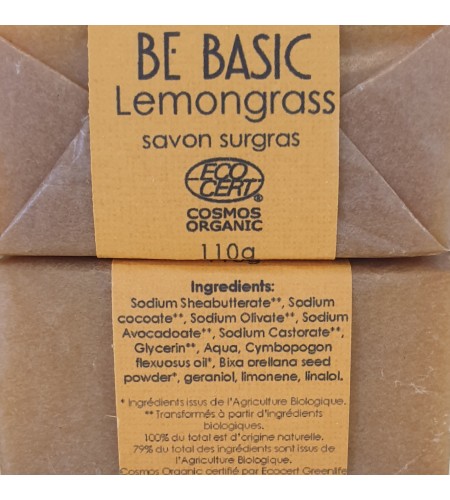 BE BASIC
Lemongrass
savon surgras
ECO
CERT®
COSMOS
ORGANIC
110g
Ingredients:
Sodium Sheabutterate**, Sodium
cocoate**, Sodium Olivate**, Sodium
Avocadoate**, Sodium Castorate**,
Glycerin**, Aqua, Cymbopogon
flexuosus oil*, Bixa orellana seed
powder*, geraniol, limonene, linalol.
* Ingrédients issus de l'Agriculture Biologique.
** Transformés à partir d'ingrédients
biologiques.
100% du total est d'origine naturelle.
79% du total des ingrédients sont issus de
l'Agriculture Biologique.
Cosmos Organic certifié par Ecocert Greenlife